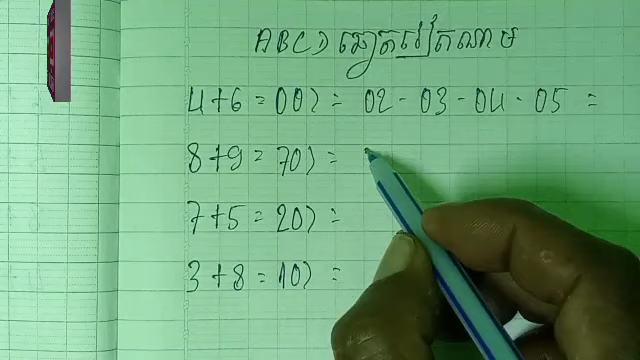 ABCD ឆ្នោតវៀតណាម
4+6=00) = 02 - 03 - 04 - 05 =
8+9=70) =
7+5=20) =
3+8=10) =